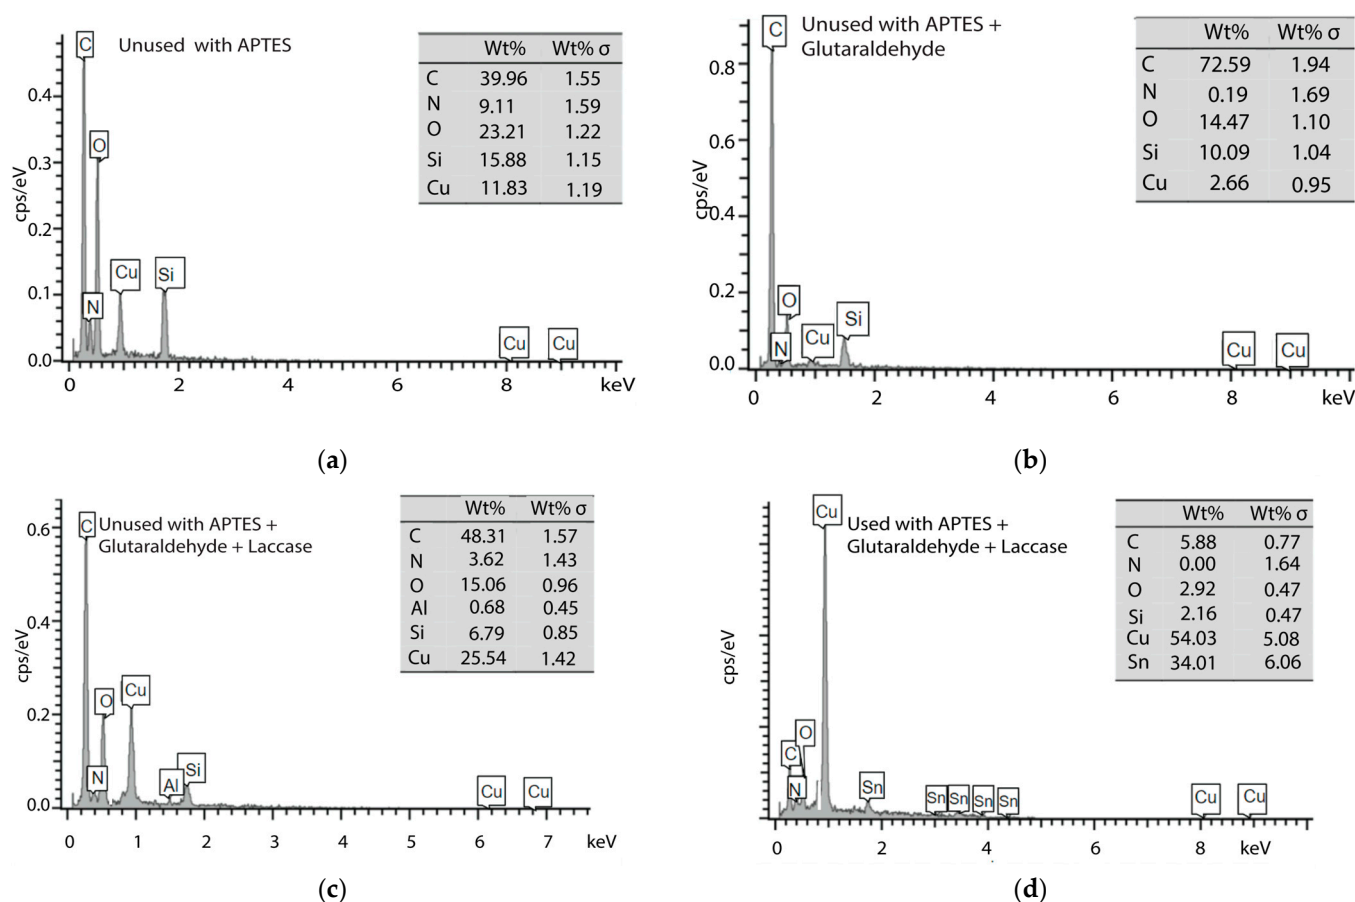 Unused with APTES
Wt% Wt% σ
C 39.96 1.55
N 9.11 1.59
O 23.21 1.22
Si 15.88 1.15
Cu 11.83 1.19
C
O
N
Cu
Si
Cu
Cu
0.4
0.3
0.2
0.1
0.0
cps/eV
0 2 4 6 8 keV
(a)
Unused with APTES +
Glutaraldehyde
Wt% Wt% σ
C 72.59 1.94
N 0.19 1.69
O 14.47 1.10
Si 10.09 1.04
Cu 2.66 0.95
C
O
N
Cu
Si
Cu
Cu
0.8
0.6
0.4
0.2
0.0
cps/eV
0 2 4 6 8 keV
(b)
Unused with APTES +
Glutaraldehyde + Laccase
Wt% Wt% σ
C 48.31 1.57
N 3.62 1.43
O 15.06 0.96
Al 0.68 0.45
Si 6.79 0.85
Cu 25.54 1.42
C
O
N
Cu
Al
Si
Cu
Cu
0.6
0.4
0.2
0.0
cps/eV
0 1 2 3 5 6 7 keV
(c)
Used with APTES +
Glutaraldehyde + Laccase
Wt% Wt% σ
C 5.88 0.77
N 0.00 1.64
O 2.92 0.47
Si 2.16 0.47
Cu 54.03 5.08
Sn 34.01 6.06
Cu
O
C
N
Sn
Sn
Sn
Sn
Sn
Cu
Cu
cps/eV
0 2 4 6 8 keV
(d)